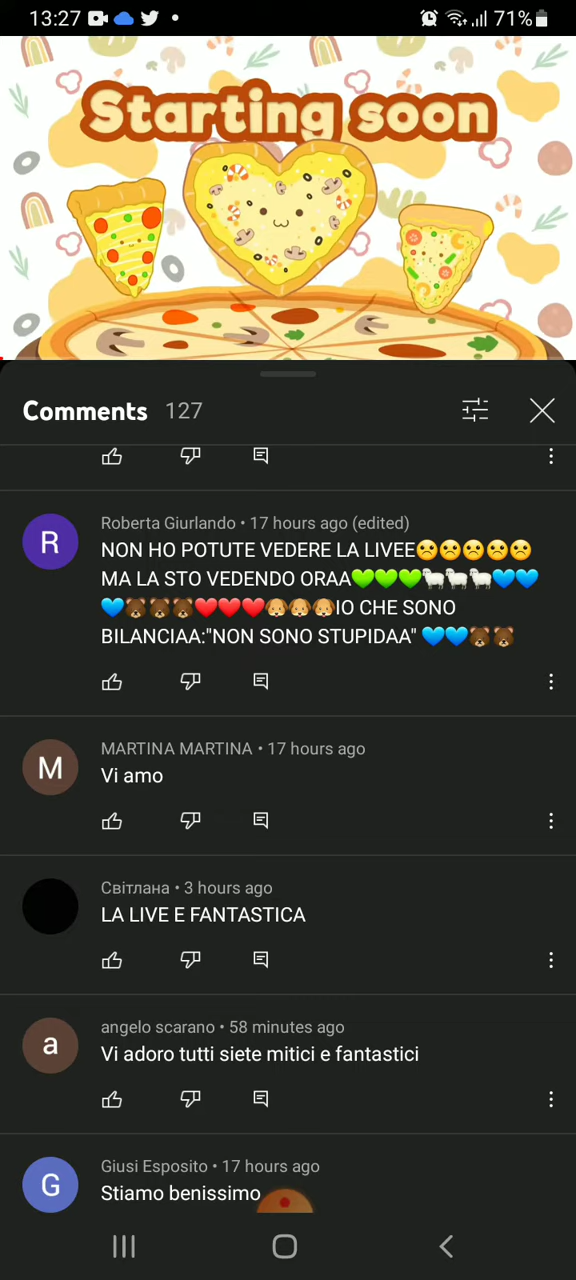 13:27
71%
Starting soon
Comments 127
R
Roberta Giurlando • 17 hours ago (edited)
NON HO POTUTE VEDERE LA LIVEE☹️☹️☹️☹️☹️
MA LA STO VEDENDO ORAA💚💚💚🐑🐑🐑💙💙
💙🐻🐻🐻❤️❤️❤️🐶🐶🐶IO CHE SONO
BILANCIAA:"NON SONO STUPIDAA" 💙💙🐻🐻
M
MARTINA MARTINA • 17 hours ago
Vi amo
Світлана • 3 hours ago
LA LIVE E FANTASTICA
a
angelo scarano • 58 minutes ago
Vi adoro tutti siete mitici e fantastici
G
Giusi Esposito • 17 hours ago
Stiamo benissimo